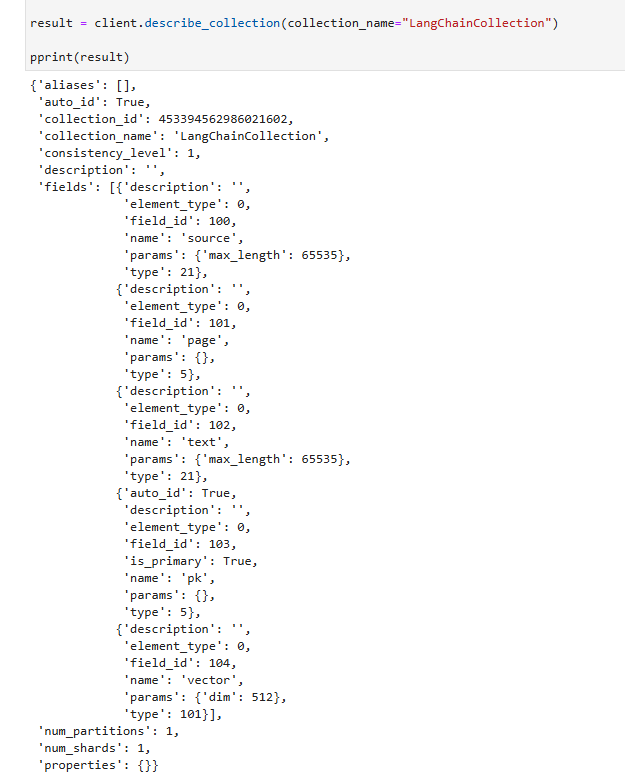 result = client.describe_collection(collection_name="LangChainCollection")
pprint(result)
{'aliases': [],
 'auto_id': True,
 'collection_id': 453394562986021602,
 'collection_name': 'LangChainCollection',
 'consistency_level': 1,
 'description': '',
 'fields': [{'description': '',
             'element_type': 0,
             'field_id': 100,
             'name': 'source',
             'params': {'max_length': 65535},
             'type': 21},
            {'description': '',
             'element_type': 0,
             'field_id': 101,
             'name': 'page',
             'params': {},
             'type': 5},
            {'description': '',
             'element_type': 0,
             'field_id': 102,
             'name': 'text',
             'params': {'max_length': 65535},
             'type': 21},
            {'auto_id': True,
             'description': '',
             'element_type': 0,
             'field_id': 103,
             'is_primary': True,
             'name': 'pk',
             'params': {},
             'type': 5},
            {'description': '',
             'element_type': 0,
             'field_id': 104,
             'name': 'vector',
             'params': {'dim': 512},
             'type': 101}],
 'num_partitions': 1,
 'num_shards': 1,
 'properties': {}}